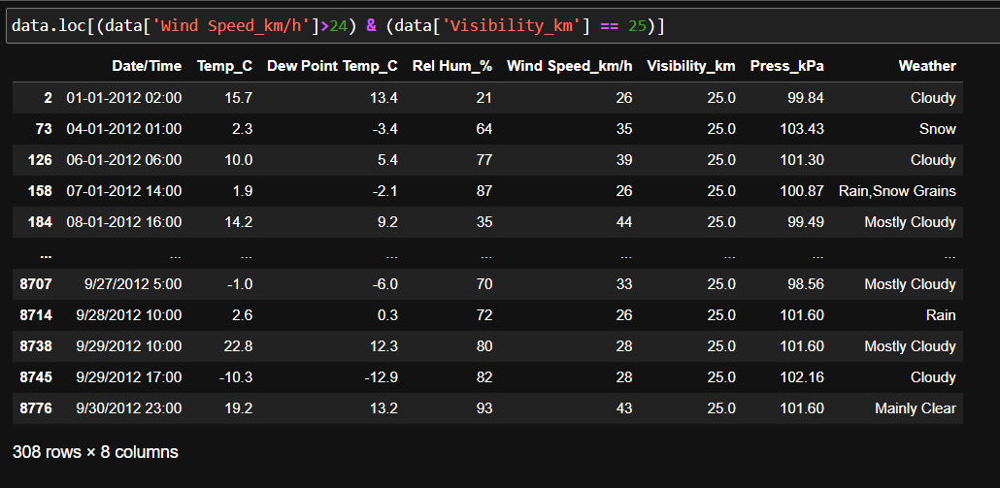 data.loc[(data['Wind Speed_km/h']>24) & (data['Visibility_km'] == 25)]
Date/Time Temp_C Dew Point Temp_C Rel Hum_% Wind Speed_km/h Visibility_km Press_kPa Weather
2 01-01-2012 02:00 15.7 13.4 21 26 25.0 99.84 Cloudy
73 04-01-2012 01:00 2.3 -3.4 64 35 25.0 103.43 Snow
126 06-01-2012 06:00 10.0 5.4 77 39 25.0 101.30 Cloudy
158 07-01-2012 14:00 1.9 -2.1 87 26 25.0 100.87 Rain,Snow Grains
184 08-01-2012 16:00 14.2 9.2 35 44 25.0 99.49 Mostly Cloudy
... ... ... ... ... ... ... ... ...
8707 9/27/2012 5:00 -1.0 -6.0 70 33 25.0 98.56 Mostly Cloudy
8714 9/28/2012 10:00 2.6 0.3 72 26 25.0 101.60 Rain
8738 9/29/2012 10:00 22.8 12.3 80 28 25.0 101.60 Mostly Cloudy
8745 9/29/2012 17:00 -10.3 -12.9 82 28 25.0 102.16 Cloudy
8776 9/30/2012 23:00 19.2 13.2 93 43 25.0 101.60 Mainly Clear
308 rows × 8 columns